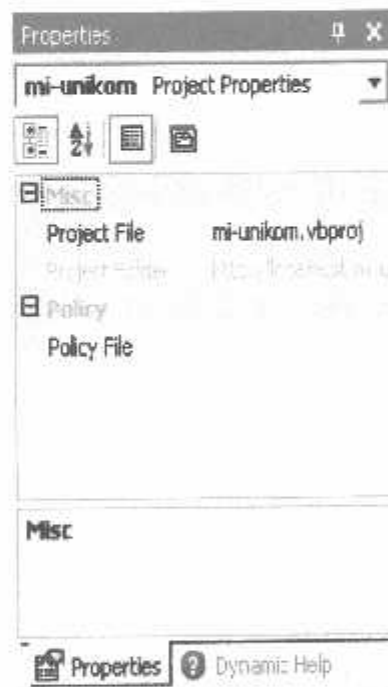 Properties
mi-unikom Project Properties
Misc
Project File mi-unikom.vbproj
Project Folder
Policy
Policy File
Misc
Properties Dynamic Help